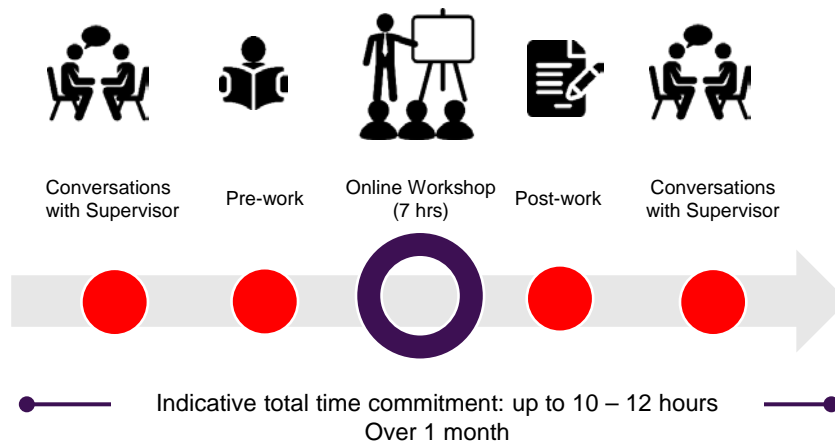 Conversations
with Supervisor
Pre-work
Online Workshop
(7 hrs)
Post-work
Conversations
with Supervisor
Indicative total time commitment: up to 10 – 12 hours
Over 1 month